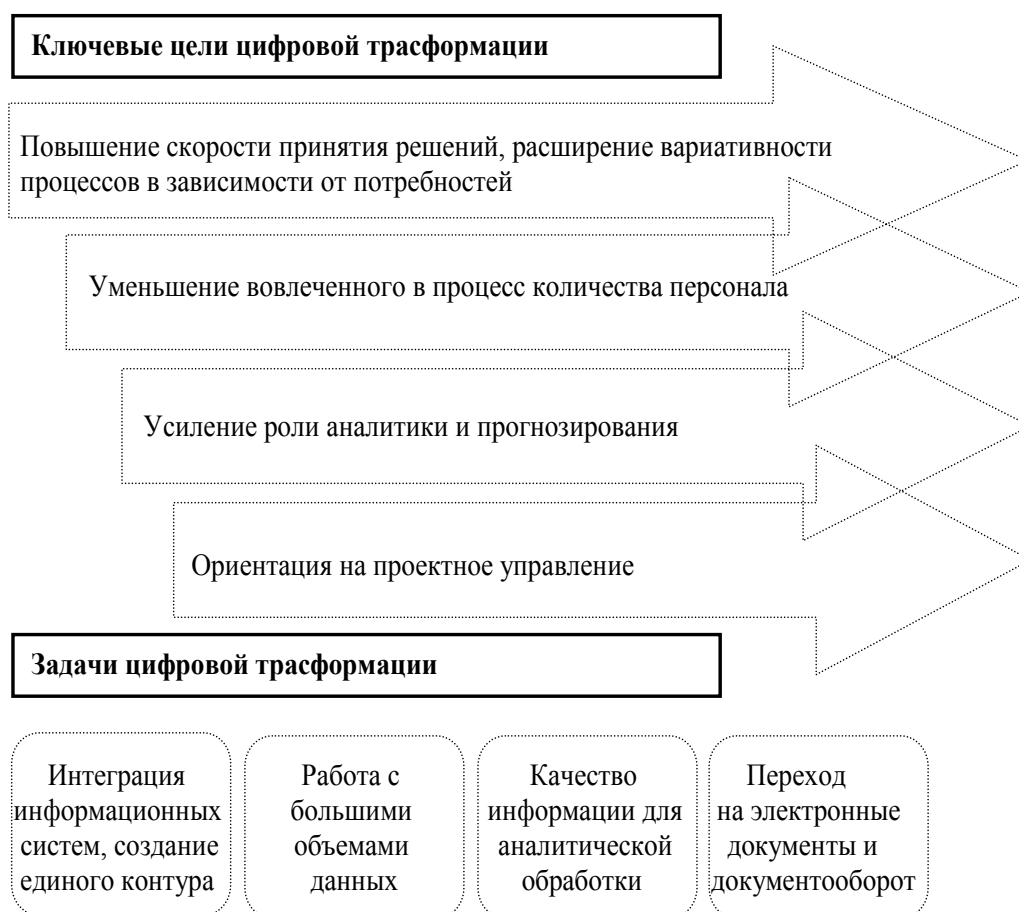 Ключевые цели цифровой трасформации
Повышение скорости принятия решений, расширение вариативности
процессов в зависимости от потребностей
Уменьшение вовлеченного в процесс количества персонала
Усиление роли аналитики и прогнозирования
Ориентация на проектное управление
Задачи цифровой трасформации
Интеграция
информационных
систем, создание
единого контура
Работа с
большими
объемами
данных
Качество
информации для
аналитической
обработки
Переход
на электронные
документы и
документооборот